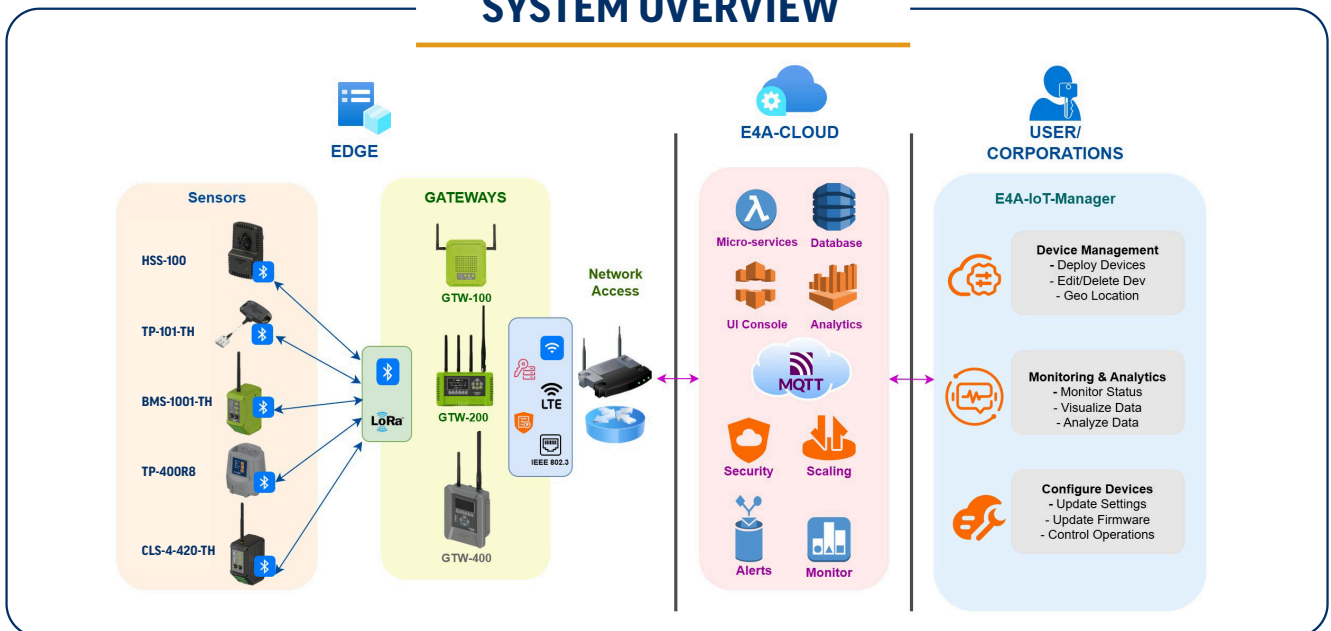 SYSTEM OVERVIEW
EDGE
Sensors
HSS-100
TP-101-TH
BMS-1001-TH
TP-400R8
CLS-4-420-TH
LoRa
GATEWAYS
GTW-100
GTW-200
GTW-400
LTE
IEEE 802.3
Network
Access
E4A-CLOUD
Micro-services
Database
UI Console
Analytics
MQTT
Security
Scaling
Alerts
Monitor
USER/
CORPORATIONS
E4A-IoT-Manager
Device Management
- Deploy Devices
- Edit/Delete Dev
- Geo Location
Monitoring & Analytics
- Monitor Status
- Visualize Data
- Analyze Data
Configure Devices
- Update Settings
- Update Firmware
- Control Operations